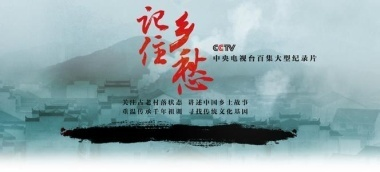 记住乡愁
CCTV
中央电视台百集大型纪录片
关注古老村落状态 讲述中国乡土故事
重温传承千年祖训 寻找传统文化基因